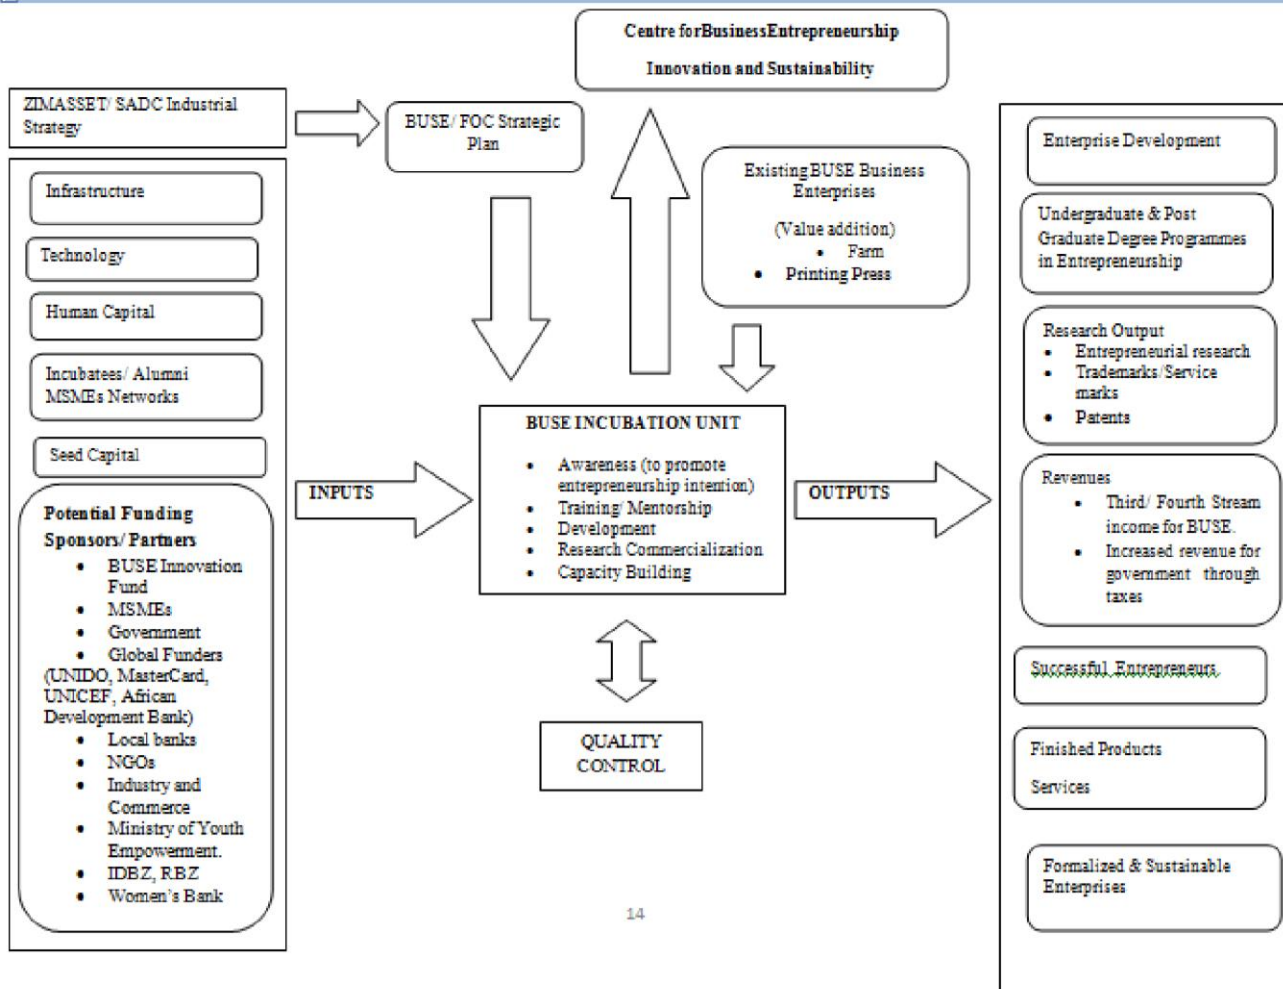 Centre forBusinessEntrepreneurship
Innovation and Sustainability
ZIMASSET/ SADC Industrial
Strategy
BUSE/ FOC Strategic
Plan
Existing BUSE Business
Enterprises
(Value addition)
• Farm
• Printing Press
Infrastructure
Technology
Human Capital
Incubatees/ Alumni
MSMEs Networks
Seed Capital
Potential Funding
Sponsors/ Partners
• BUSE Innovation
Fund
• MSMEs
• Government
• Global Funders
(UNIDO, MasterCard,
UNICEF, African
Development Bank)
• Local banks
• NGOs
• Industry and
Commerce
• Ministry of Youth
Empowerment.
• IDBZ, RBZ
• Women's Bank
INPUTS
BUSE INCUBATION UNIT
• Awareness (to promote
entrepreneurship intention)
• Training/ Mentorship
• Development
• Research Commercialization
• Capacity Building
OUTPUTS
QUALITY
CONTROL
Enterprise Development
Undergraduate & Post
Graduate Degree Programmes
in Entrepreneurship
Research Output
• Entrepreneurial research
• Trademarks/Service
marks
• Patents
Revenues
• Third/ Fourth Stream
income for BUSE.
• Increased revenue for
government through
taxes
Successful Entrepreneurs
Finished Products
Services
Formalized & Sustainable
Enterprises
14